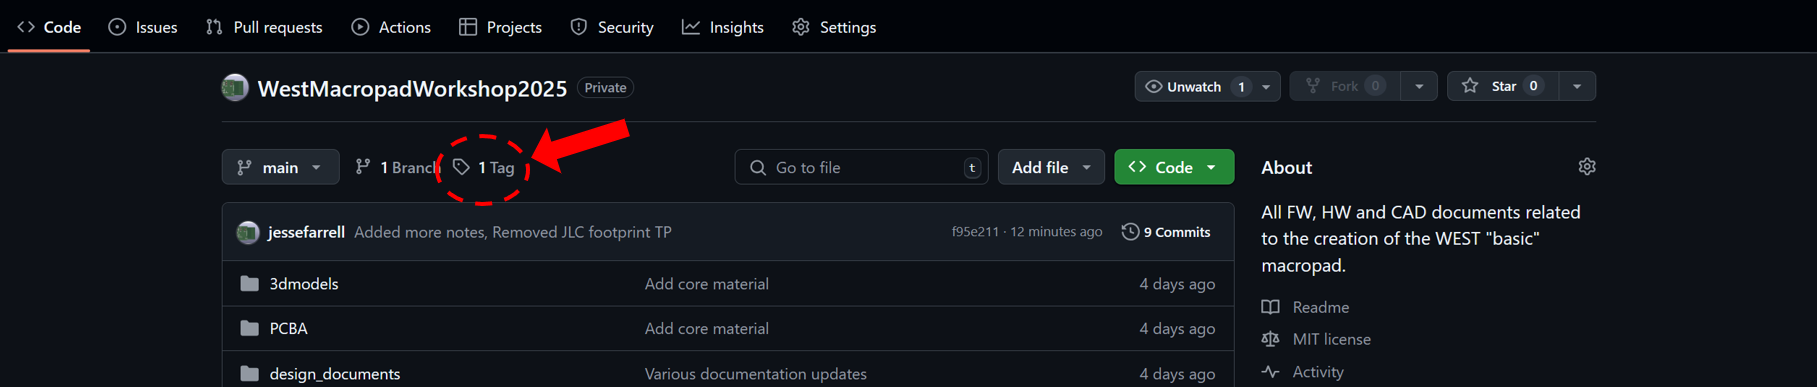 Code Issues Pull requests Actions Projects Security Insights Settings
WestMacropadWorkshop2025 Private Unwatch 1 Fork 0 Star 0
main 1 Branch 1 Tag Go to file t Add file Code
About
All FW, HW and CAD documents related
to the creation of the WEST "basic"
macropad.
Readme
MIT license
Activity
jessefarrell Added more notes, Removed JLC footprint TP f95e211 · 12 minutes ago 9 Commits
3dmodels Add core material 4 days ago
PCBA Add core material 4 days ago
design_documents Various documentation updates 4 days ago